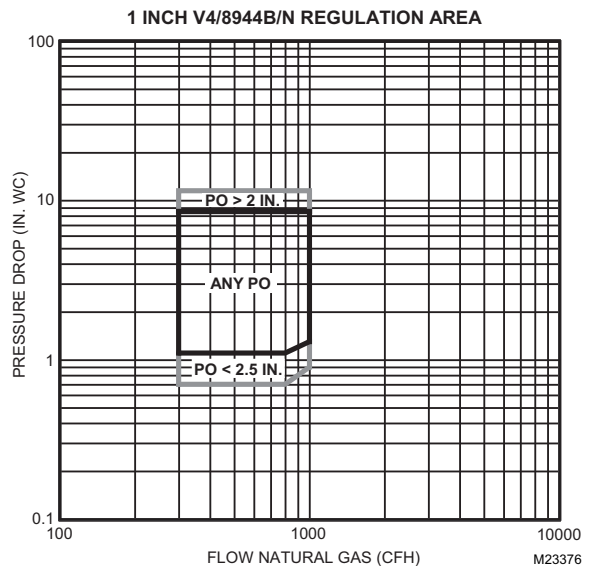 1 INCH V4/8944B/N REGULATION AREA
100
10
1
0.1
PRESSURE DROP (IN. WC)
PO > 2 IN.
ANY PO
PO < 2.5 IN.
100
1000
10000
FLOW NATURAL GAS (CFH)
M23376